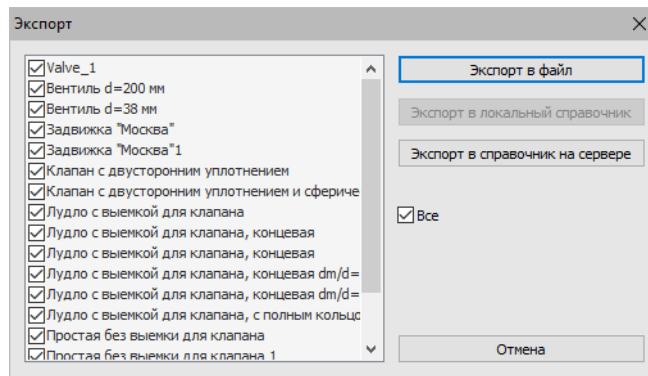 Экспорт
Valve_1
Вентиль d=200 мм
Вентиль d=38 мм
Задвижка "Москва"
Задвижка "Москва"1
Клапан с двусторонним уплотнением
Клапан с двусторонним уплотнением и сфериче
Лудло с выемкой для клапана
Лудло с выемкой для клапана, концевая
Лудло с выемкой для клапана, концевая
Лудло с выемкой для клапана, концевая dm/d=
Лудло с выемкой для клапана, концевая dm/d=
Лудло с выемкой для клапана, с полным кольцо
Простая без выемки для клапана
Простая без выемки для клапана 1
Экспорт в файл
Экспорт в локальный справочник
Экспорт в справочник на сервере
Все
Отмена